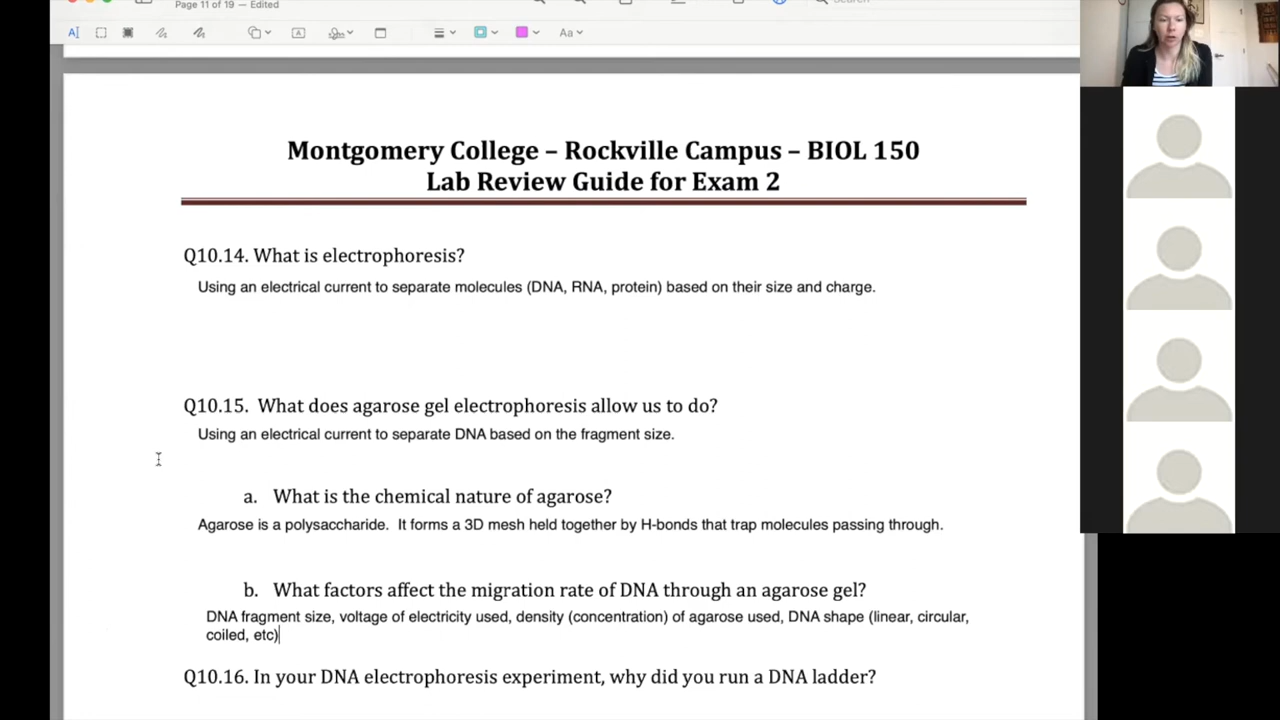 Page 11 of 19 — Edited
Search
A
Aa
Montgomery College – Rockville Campus – BIOL 150
Lab Review Guide for Exam 2
Q10.14. What is electrophoresis?
Using an electrical current to separate molecules (DNA, RNA, protein) based on their size and charge.
Q10.15.  What does agarose gel electrophoresis allow us to do?
Using an electrical current to separate DNA based on the fragment size.
a.   What is the chemical nature of agarose?
Agarose is a polysaccharide.  It forms a 3D mesh held together by H-bonds that trap molecules passing through.
b.   What factors affect the migration rate of DNA through an agarose gel?
DNA fragment size, voltage of electricity used, density (concentration) of agarose used, DNA shape (linear, circular,
coiled, etc)
Q10.16. In your DNA electrophoresis experiment, why did you run a DNA ladder?